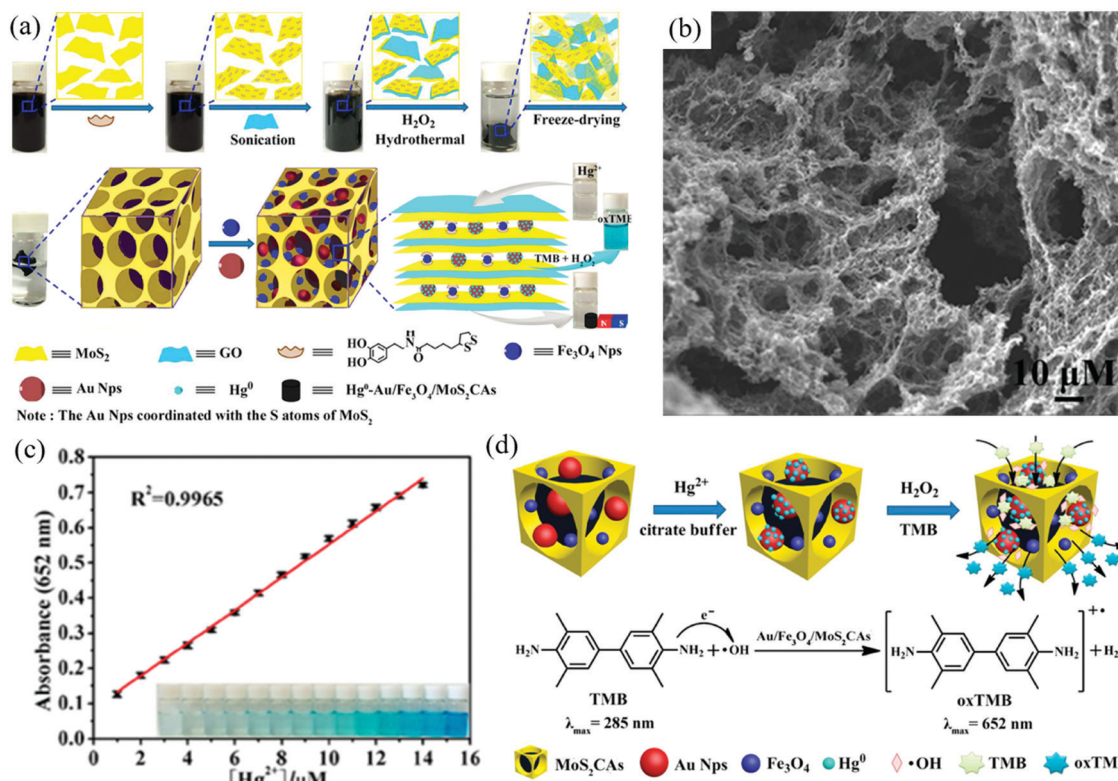 (a)
Sonication
H₂O₂
Hydrothermal
Freeze-drying
Hg²⁺
oxTMB
TMB + H₂O₂
N S
MoS₂
GO
HO
HO
H
N
O
S
S
Fe₃O₄ Nps
Au Nps
Hg⁰
Hg⁰-Au/Fe₃O₄/MoS₂CAs
Note : The Au Nps coordinated with the S atoms of MoS₂
(b)
10 μM
(c)
R²=0.9965
Absorbance (652 nm)
0.8
0.7
0.6
0.5
0.4
0.3
0.2
0.1
0.0
0 2 4 6 8 10 12 14 16
[Hg²⁺]/μM
(d)
Hg²⁺
citrate buffer
H₂O₂
TMB
e⁻
H₂N
NH₂ + •OH
Au/Fe₃O₄/MoS₂CAs
H₂N
NH₂
+•
+ H₂
TMB
λmax = 285 nm
oxTMB
λmax = 652 nm
MoS₂CAs Au Nps Fe₃O₄ Hg⁰ •OH TMB oxTM